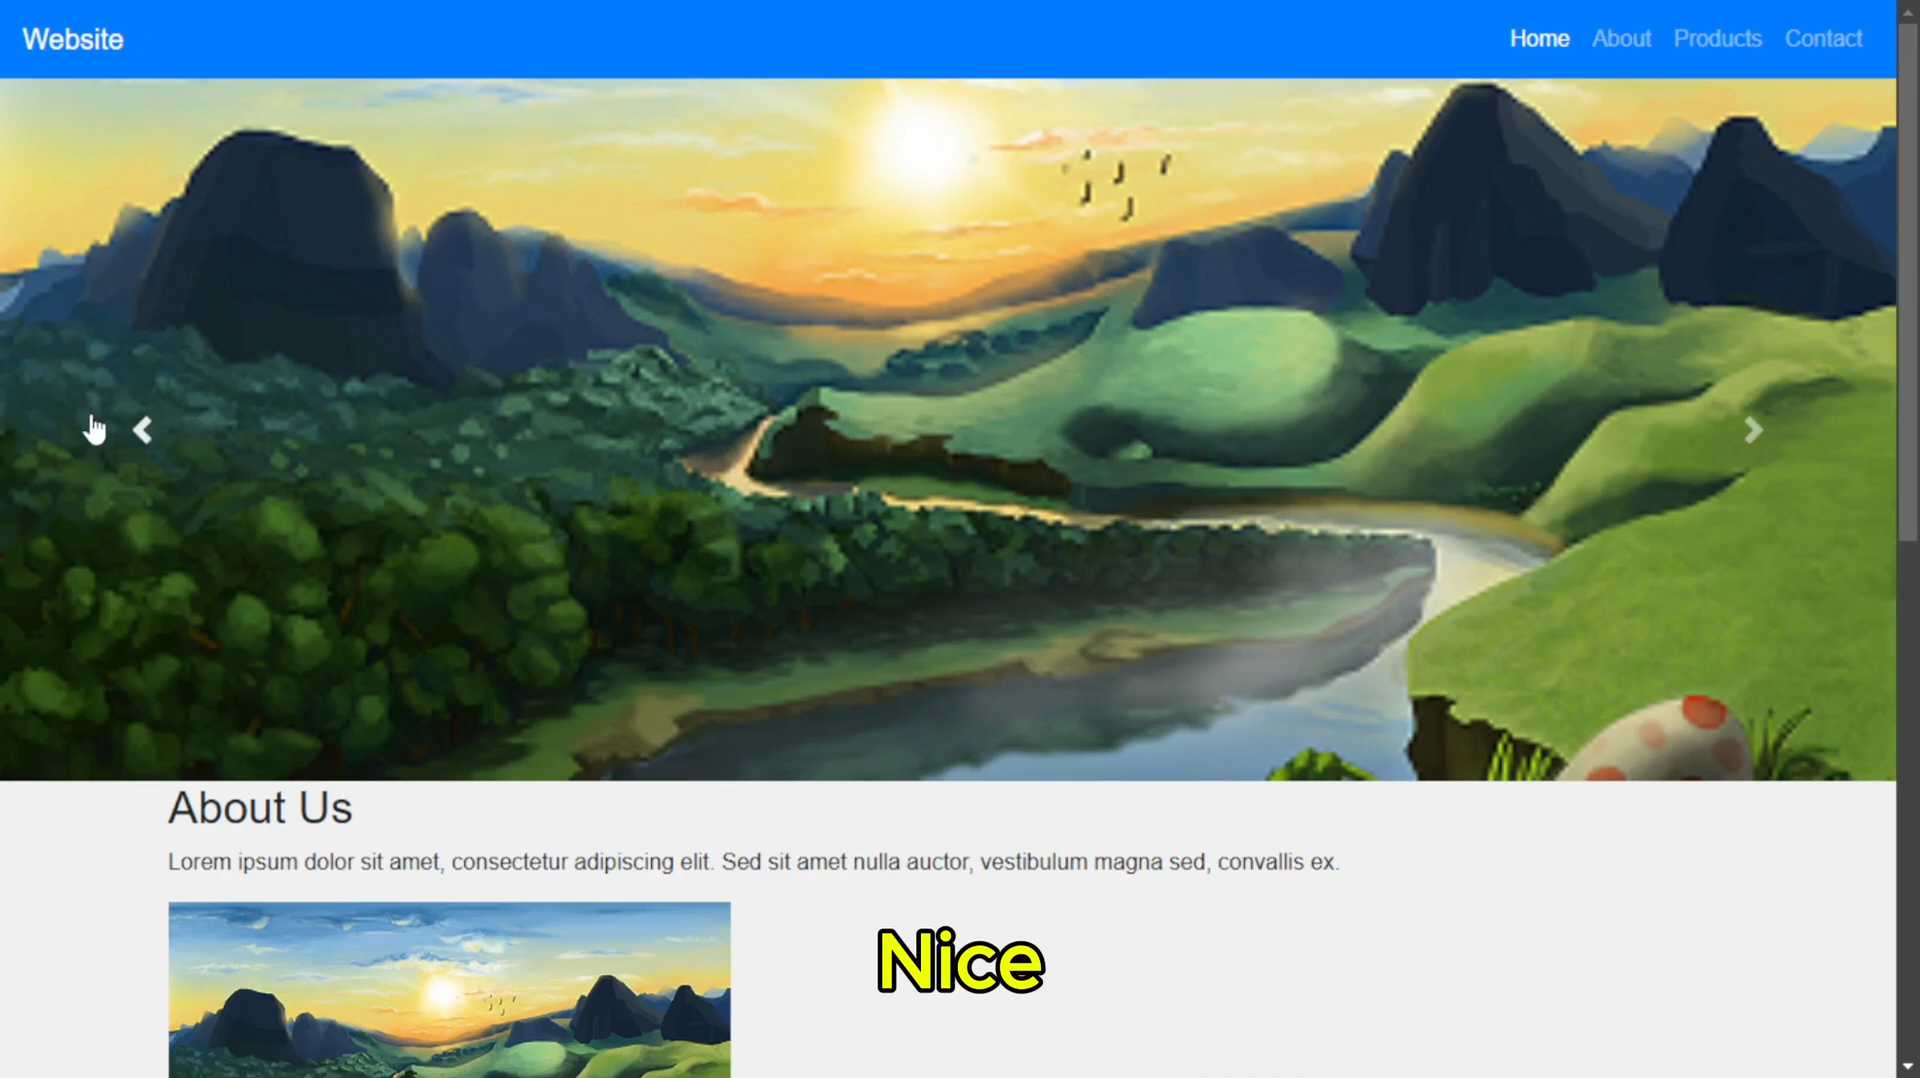 Website
Home About Products Contact
About Us
Lorem ipsum dolor sit amet, consectetur adipiscing elit. Sed sit amet nulla auctor, vestibulum magna sed, convallis ex.
Nice